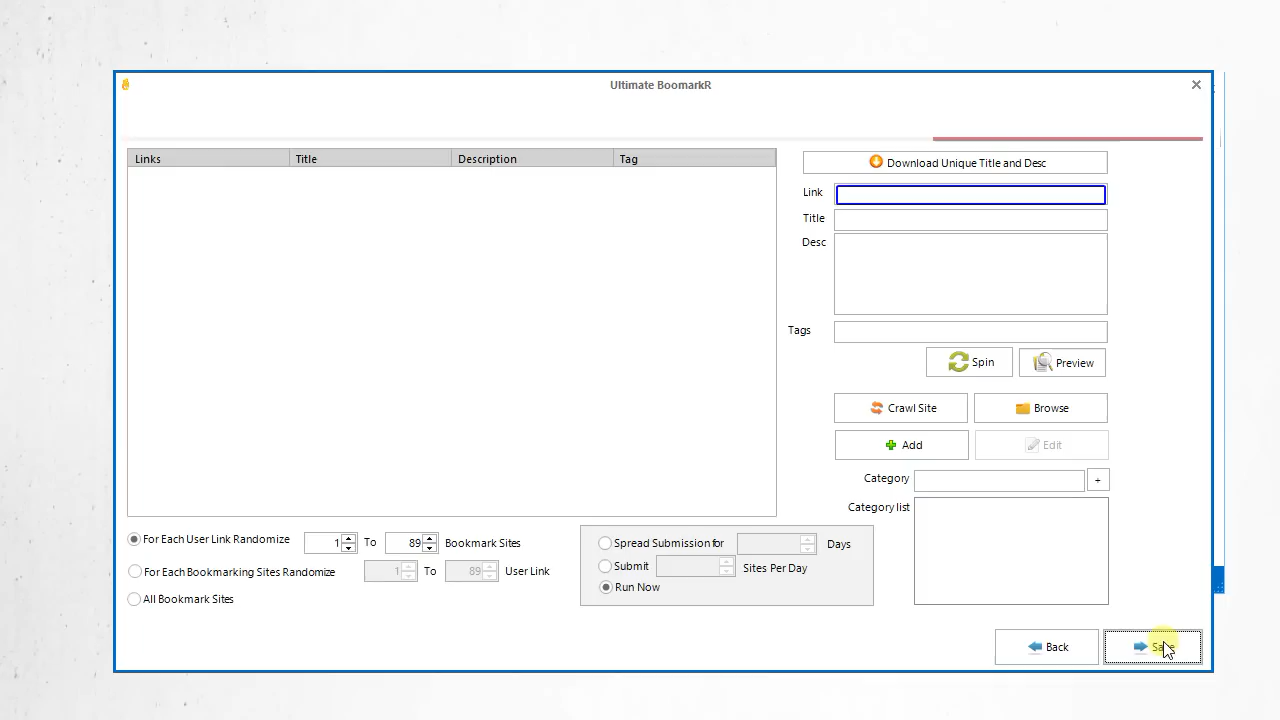 Ultimate BoomarkR
Links Title Description Tag
Download Unique Title and Desc
Link
Title
Desc
Tags
Spin Preview
Crawl Site Browse
Add Edit
Category +
Category list
For Each User Link Randomize 1 To 89 Bookmark Sites
For Each Bookmarking Sites Randomize 1 To 89 User Link
All Bookmark Sites
Spread Submission for Days
Submit Sites Per Day
Run Now
Back Save